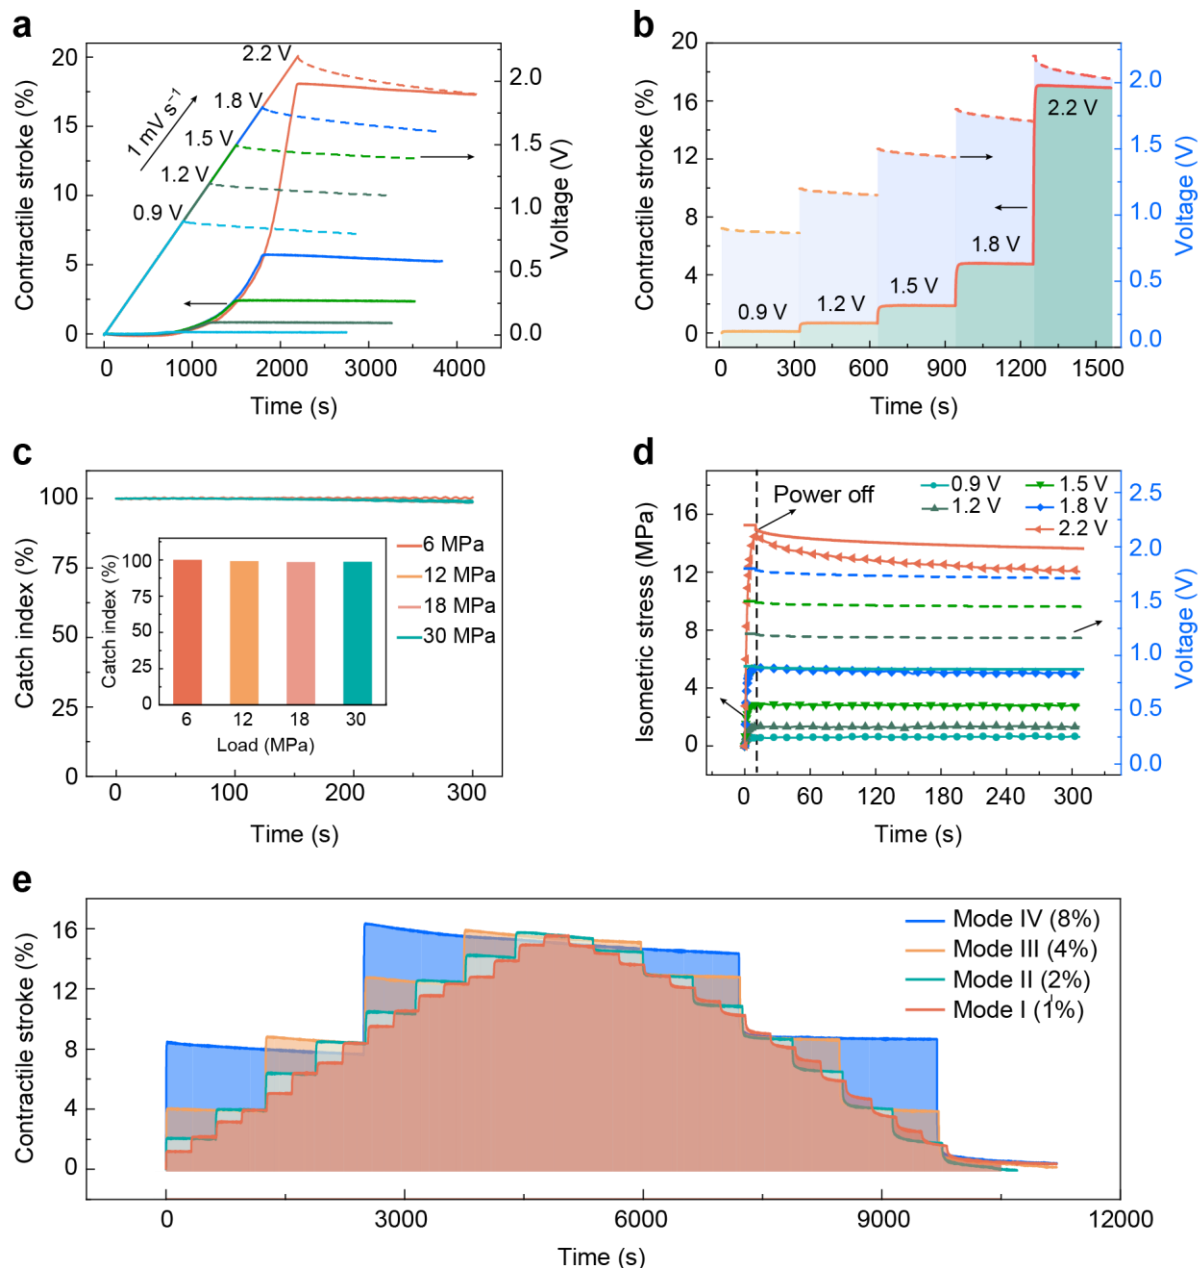 a
20
15
10
5
0
Contractile stroke (%)
2.2 V
1.8 V
1.5 V
1.2 V
0.9 V
1 mV s⁻¹
2.0
1.5
1.0
0.5
0.0
Voltage (V)
0 1000 2000 3000 4000
Time (s)
b
20
16
12
8
4
0
Contractile stroke (%)
0.9 V
1.2 V
1.5 V
1.8 V
2.2 V
2.0
1.5
1.0
0.5
0.0
Voltage (V)
0 300 600 900 1200 1500
Time (s)
c
100
75
50
25
0
Catch index (%)
100
75
50
25
0
Catch index (%)
6 12 18 30
Load (MPa)
6 MPa
12 MPa
18 MPa
30 MPa
0 100 200 300
Time (s)
d
16
12
8
4
0
Isometric stress (MPa)
Power off
0.9 V
1.2 V
1.5 V
1.8 V
2.2 V
2.5
2.0
1.5
1.0
0.5
0.0
Voltage (V)
0 60 120 180 240 300
Time (s)
e
16
12
8
4
0
Contractile stroke (%)
Mode IV (8%)
Mode III (4%)
Mode II (2%)
Mode I (1%)
0 3000 6000 9000 12000
Time (s)